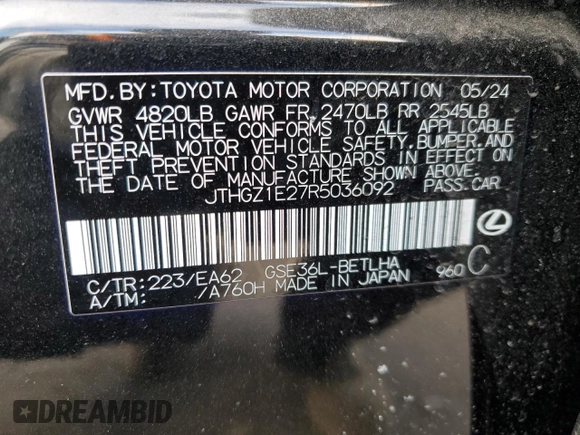 MFD. BY: TOYOTA MOTOR CORPORATION 05/24
GVWR 4820LB GAWR FR 2470LB RR 2545LB
THIS VEHICLE CONFORMS TO ALL APPLICABLE
FEDERAL MOTOR VEHICLE SAFETY, BUMPER, AND
THEFT PREVENTION STANDARDS IN EFFECT ON
THE DATE OF MANUFACTURE SHOWN ABOVE.
JTHGZ1E27R5036092 PASS. CAR
C/TR: 223/EA62 GSE36L-BETLHA 960 C
A/TM: /A760H MADE IN JAPAN
DREAMBID